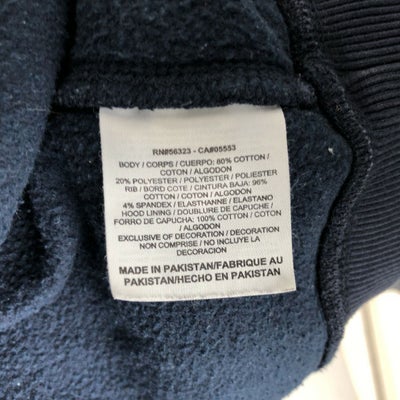 RN#56323 - CA#05553
BODY / CORPS / CUERPO: 80% COTTON /
COTON / ALGODON
20% POLYESTER / POLYESTER / POLIESTER
RIB / BORD COTE / CINTURA BAJA: 96%
COTTON / COTON / ALGODON
4% SPANDEX / ELASTHANNE / ELASTANO
HOOD LINING / DOUBLURE DE CAPUCHE /
FORRO DE CAPUCHA: 100% COTTON / COTON
/ ALGODON
EXCLUSIVE OF DECORATION / DECORATION
NON COMPRISE / NO INCLUYE LA
DECORACION
MADE IN PAKISTAN/FABRIQUE AU
PAKISTAN/HECHO EN PAKISTAN